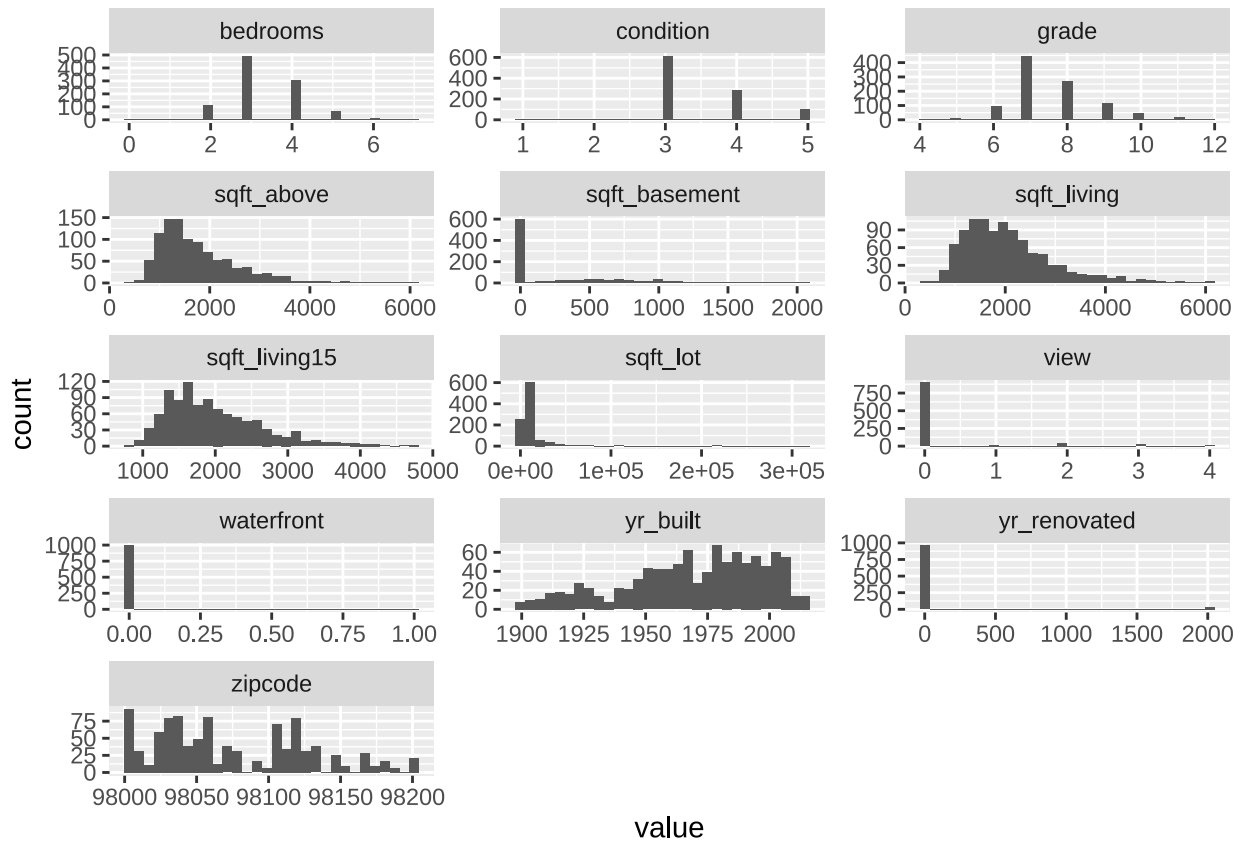 bedrooms
condition
grade
500
400
300
200
100
0
0 2 4 6
600
400
200
0
1 2 3 4 5
400
300
200
100
0
4 6 8 10 12
sqft_above
sqft_basement
sqft_living
150
100
50
0
0 2000 4000 6000
600
400
200
0
0 500 1000 1500 2000
90
60
30
0
0 2000 4000 6000
sqft_living15
sqft_lot
view
120
90
60
30
0
1000 2000 3000 4000 5000
600
400
200
0
0e+00 1e+05 2e+05 3e+05
750
500
250
0
0 1 2 3 4
waterfront
yr_built
yr_renovated
1000
750
500
250
0
0.00 0.25 0.50 0.75 1.00
60
40
20
0
1900 1925 1950 1975 2000
1000
750
500
250
0
0 500 1000 1500 2000
zipcode
75
50
25
0
98000 98050 98100 98150 98200
count
value